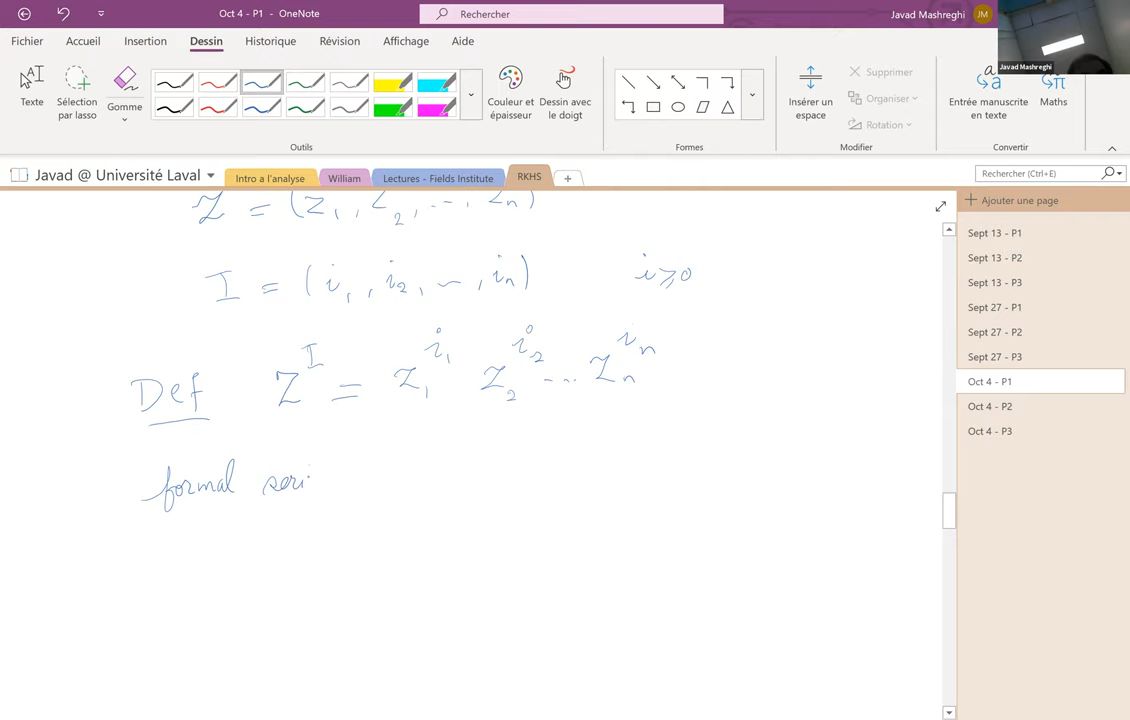 Oct 4 - P1 - OneNote
Rechercher
Javad Mashreghi
JM
Javad Mashreghi
Fichier
Accueil
Insertion
Dessin
Historique
Révision
Affichage
Aide
Texte
Sélection par lasso
Gomme
Couleur et épaisseur
Dessin avec le doigt
Insérer un espace
Supprimer
Organiser
Rotation
Entrée manuscrite en texte
Maths
Outils
Formes
Modifier
Convertir
Javad @ Université Laval
Intro a l'analyse
William
Lectures - Fields Institute
RKHS
Rechercher (Ctrl+E)
Ajouter une page
Sept 13 - P1
Sept 13 - P2
Sept 13 - P3
Sept 27 - P1
Sept 27 - P2
Sept 27 - P3
Oct 4 - P1
Oct 4 - P2
Oct 4 - P3
Z = (z₁, z₂, ..., zₙ)
I = (i₁, i₂, ..., iₙ) i ⩾ 0
Def Z^I = z₁^{i₁} z₂^{i₂} ... zₙ^{iₙ}
formal seri